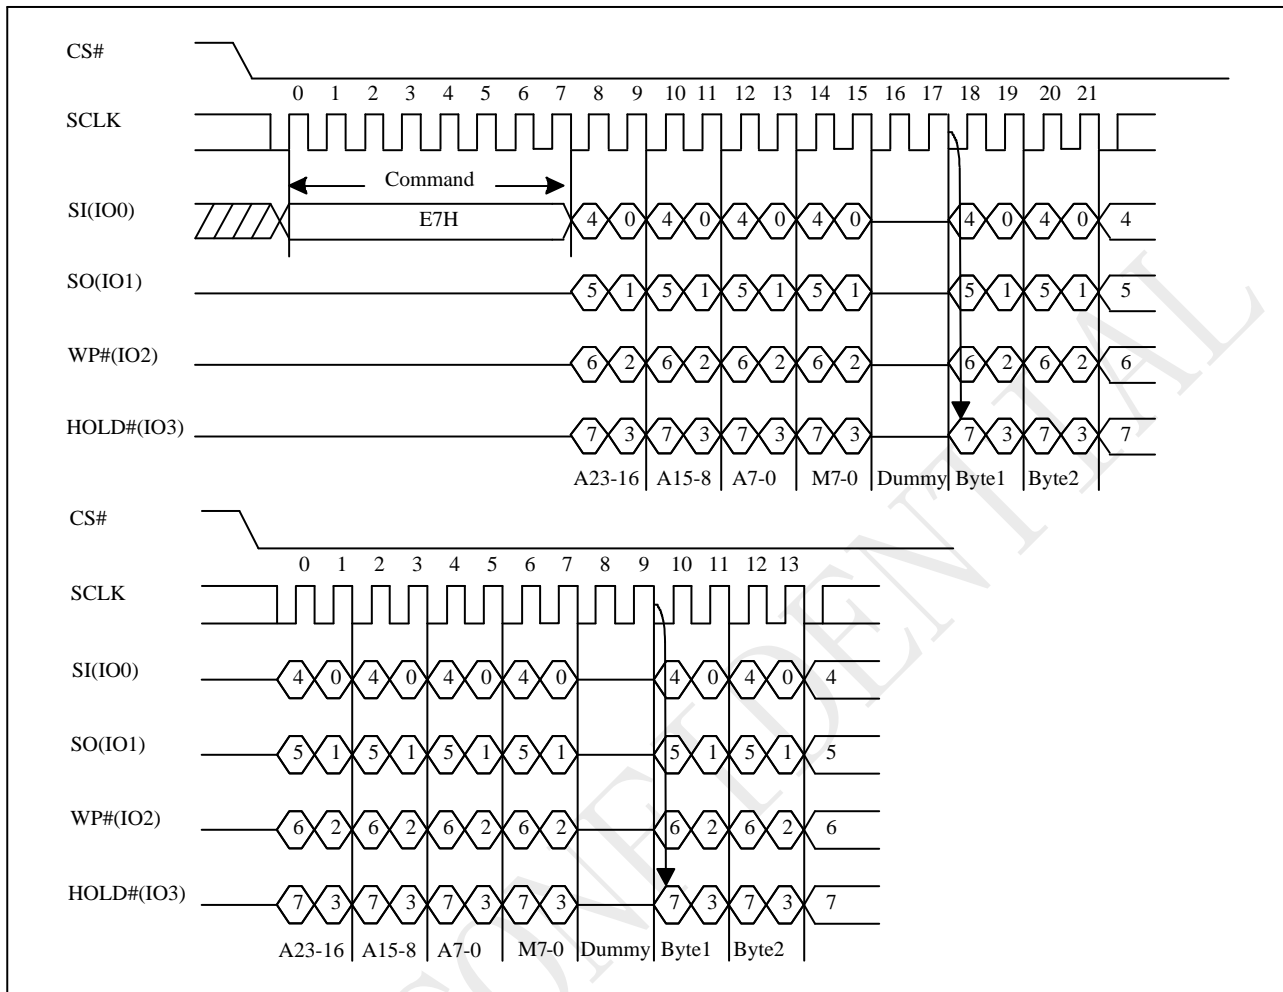 CS#
0 1 2 3 4 5 6 7 8 9 10 11 12 13 14 15 16 17 18 19 20 21
SCLK
Command
SI(IO0) E7H 4 0 4 0 4 0 4 0 4 0 4 0 4
SO(IO1) 5 1 5 1 5 1 5 1 5 1 5 1 5
WP#(IO2) 6 2 6 2 6 2 6 2 6 2 6 2 6
HOLD#(IO3) 7 3 7 3 7 3 7 3 7 3 7 3 7
A23-16 A15-8 A7-0 M7-0 Dummy Byte1 Byte2
CS#
0 1 2 3 4 5 6 7 8 9 10 11 12 13
SCLK
SI(IO0) 4 0 4 0 4 0 4 0 4 0 4 0 4
SO(IO1) 5 1 5 1 5 1 5 1 5 1 5 1 5
WP#(IO2) 6 2 6 2 6 2 6 2 6 2 6 2 6
HOLD#(IO3) 7 3 7 3 7 3 7 3 7 3 7 3 7
A23-16 A15-8 A7-0 M7-0 Dummy Byte1 Byte2
CONFIDENTIAL